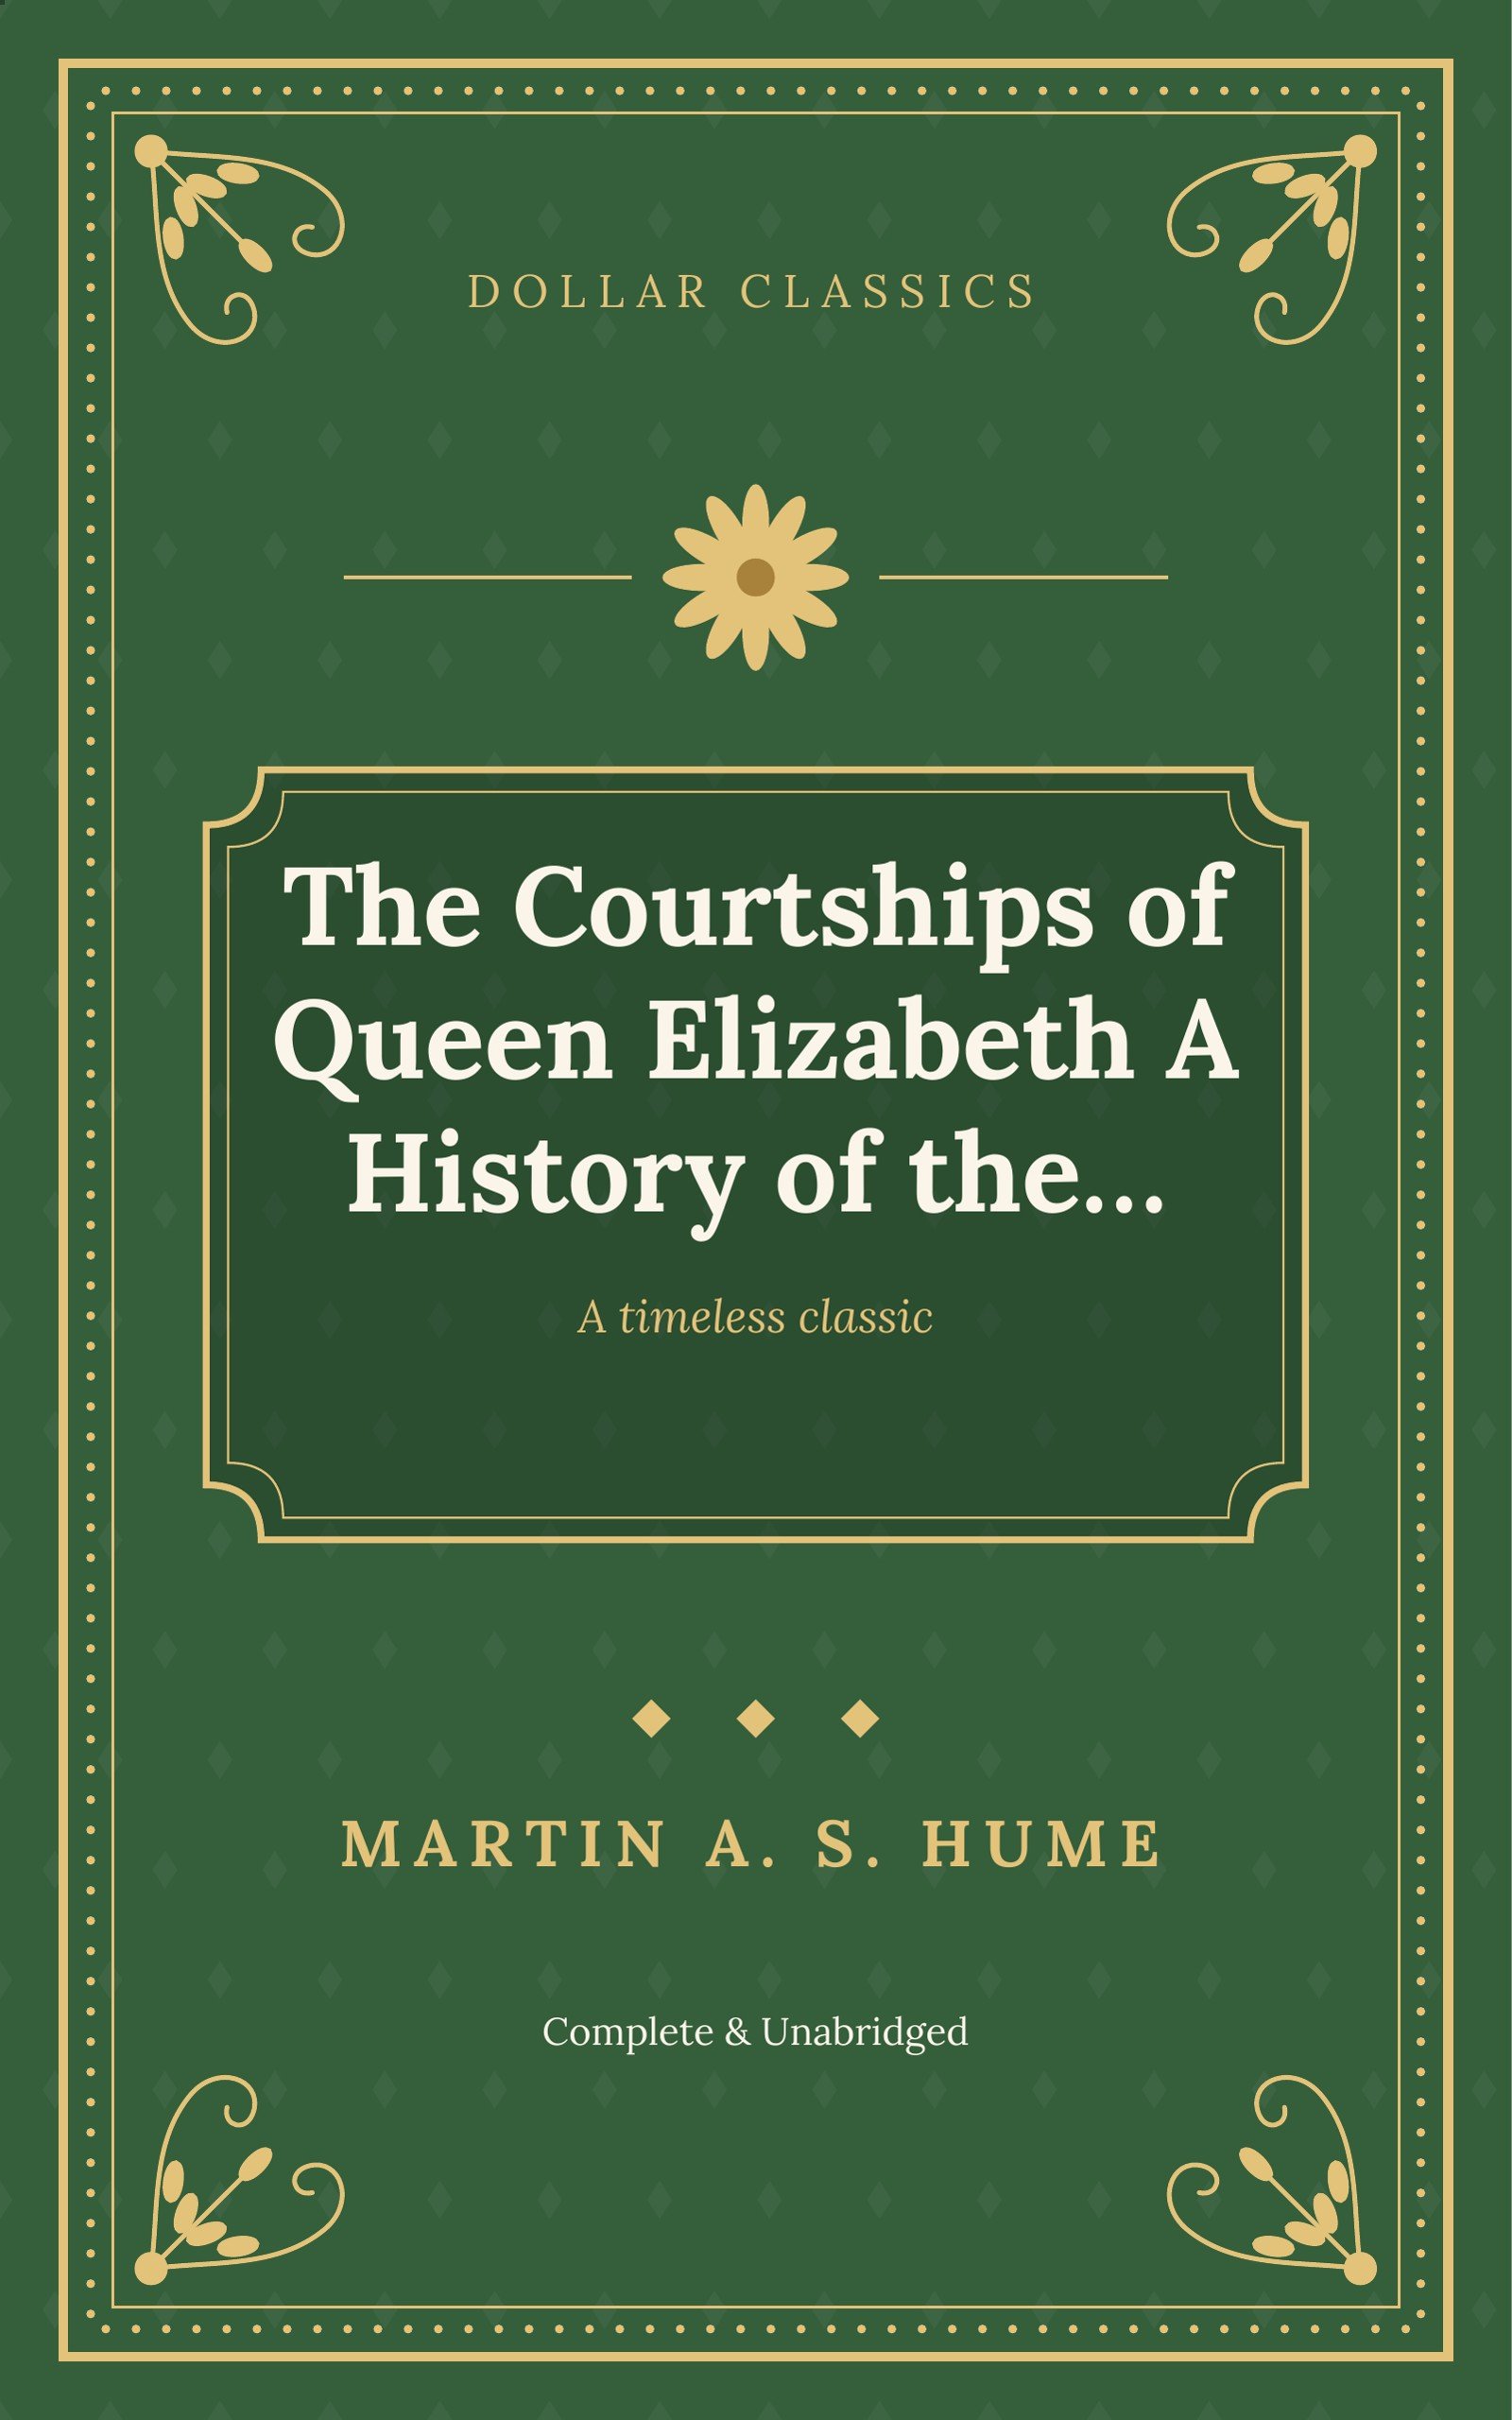 DOLLAR CLASSICS
The Courtships of
Queen Elizabeth A
History of the...
A timeless classic
MARTIN A. S. HUME
Complete & Unabridged